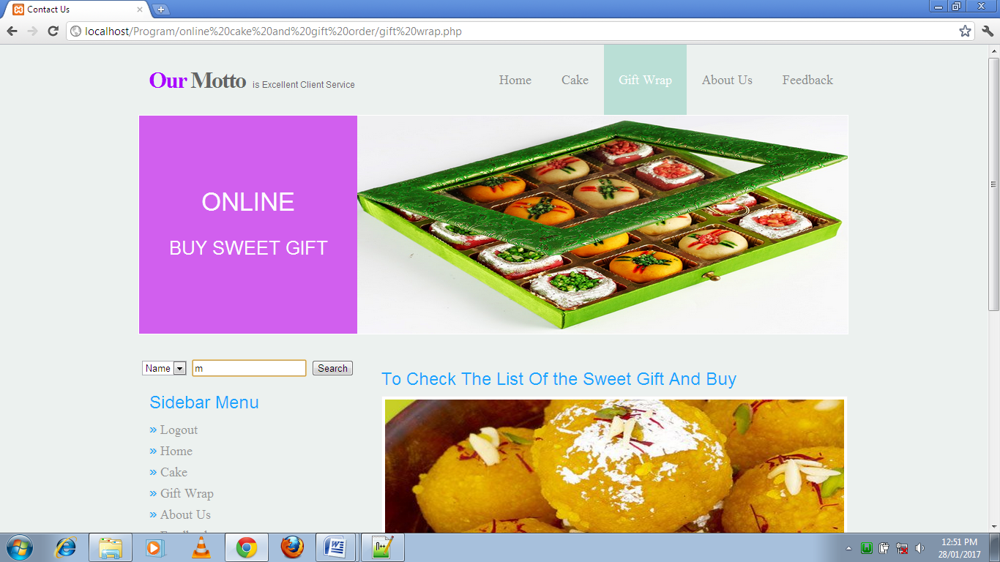 Contact Us
localhost/Program/online%20cake%20and%20gift%20order/gift%20wrap.php
Our Motto is Excellent Client Service
Home Cake Gift Wrap About Us Feedback
ONLINE
BUY SWEET GIFT
Name m Search
To Check The List Of the Sweet Gift And Buy
Sidebar Menu
» Logout
» Home
» Cake
» Gift Wrap
» About Us
12:51 PM
28/01/2017